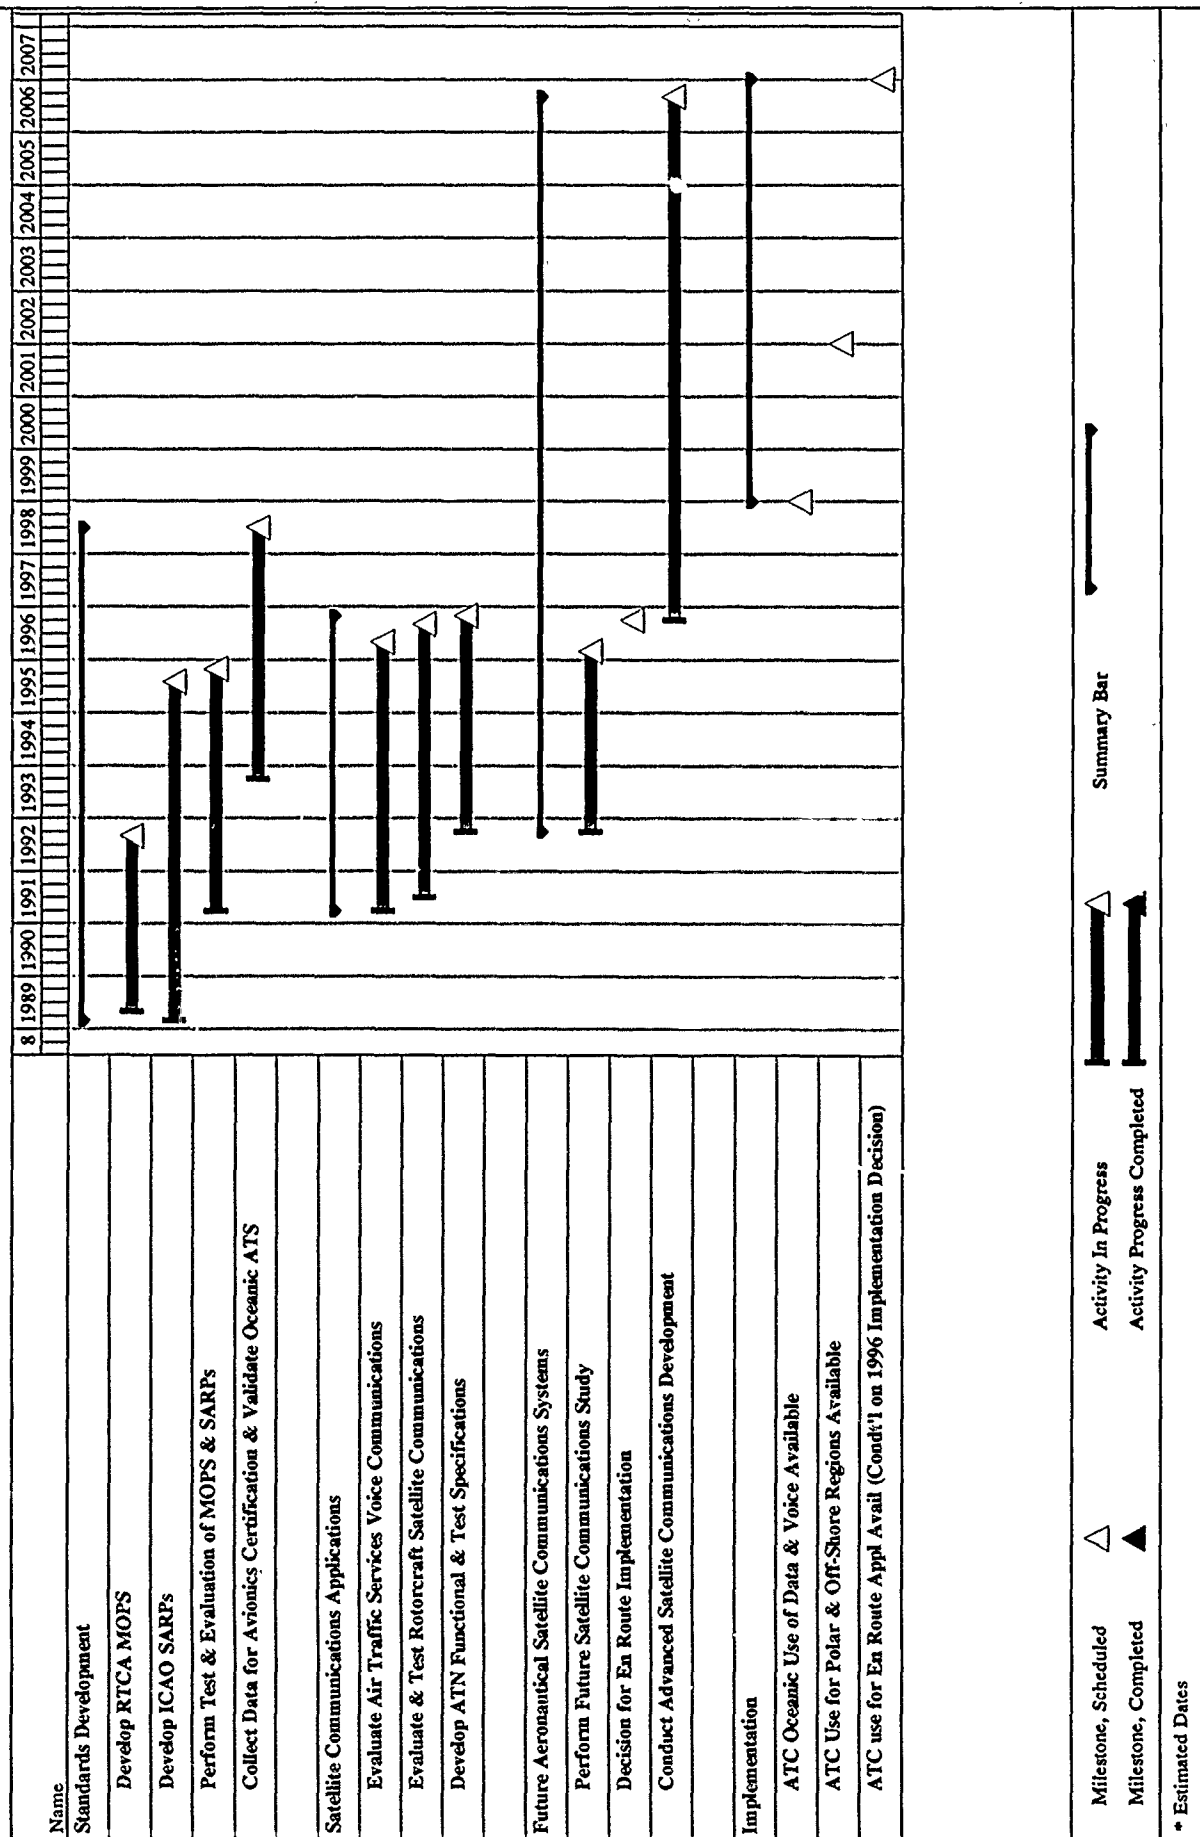 Name
8 1989 1990 1991 1992 1993 1994 1995 1996 1997 1998 1999 2000 2001 2002 2003 2004 2005 2006 2007
Standards Development
Develop RTCA MOPS
Develop ICAO SARPs
Perform Test & Evaluation of MOPS & SARPs
Collect Data for Avionics Certification & Validate Oceanic ATS
Satellite Communications Applications
Evaluate Air Traffic Services Voice Communications
Evaluate & Test Rotorcraft Satellite Communications
Develop ATN Functional & Test Specifications
Future Aeronautical Satellite Communications Systems
Perform Future Satellite Communications Study
Decision for En Route Implementation
Conduct Advanced Satellite Communications Development
Implementation
ATC Oceanic Use of Data & Voice Available
ATC Use for Polar & Off-Shore Regions Available
ATC use for En Route Appl Avail (Condt'l on 1996 Implementation Decision)
Milestone, Scheduled Activity In Progress Summary Bar
Milestone, Completed Activity Progress Completed
* Estimated Dates